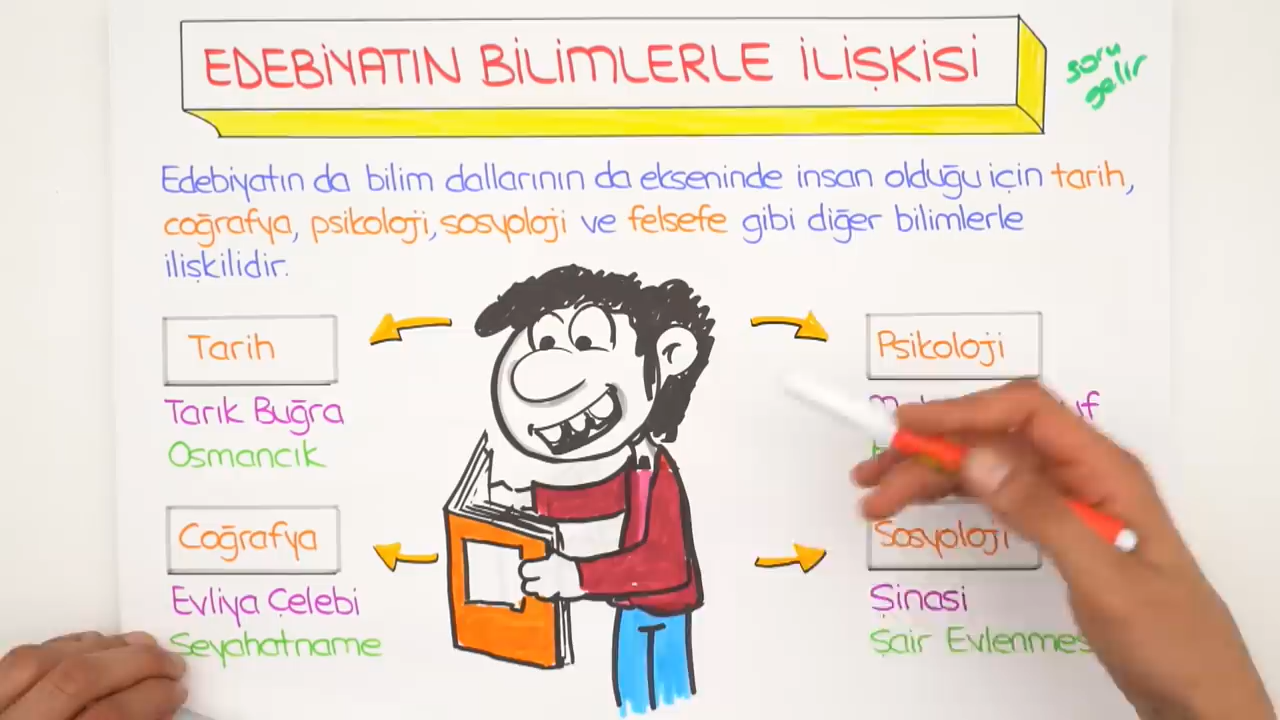 EDEBİYATIN BİLİMLERLE İLİŞKİSİ
soru
gelir
Edebiyatın da bilim dallarının da ekseninde insan olduğu için tarih,
coğrafya, psikoloji, sosyoloji ve felsefe gibi diğer bilimlerle
ilişkilidir.
Tarih
Tarık Buğra
Osmancık
Coğrafya
Evliya Çelebi
Seyahatname
Psikoloji
Sosyoloji
Şinasi
Şair Evlenmes